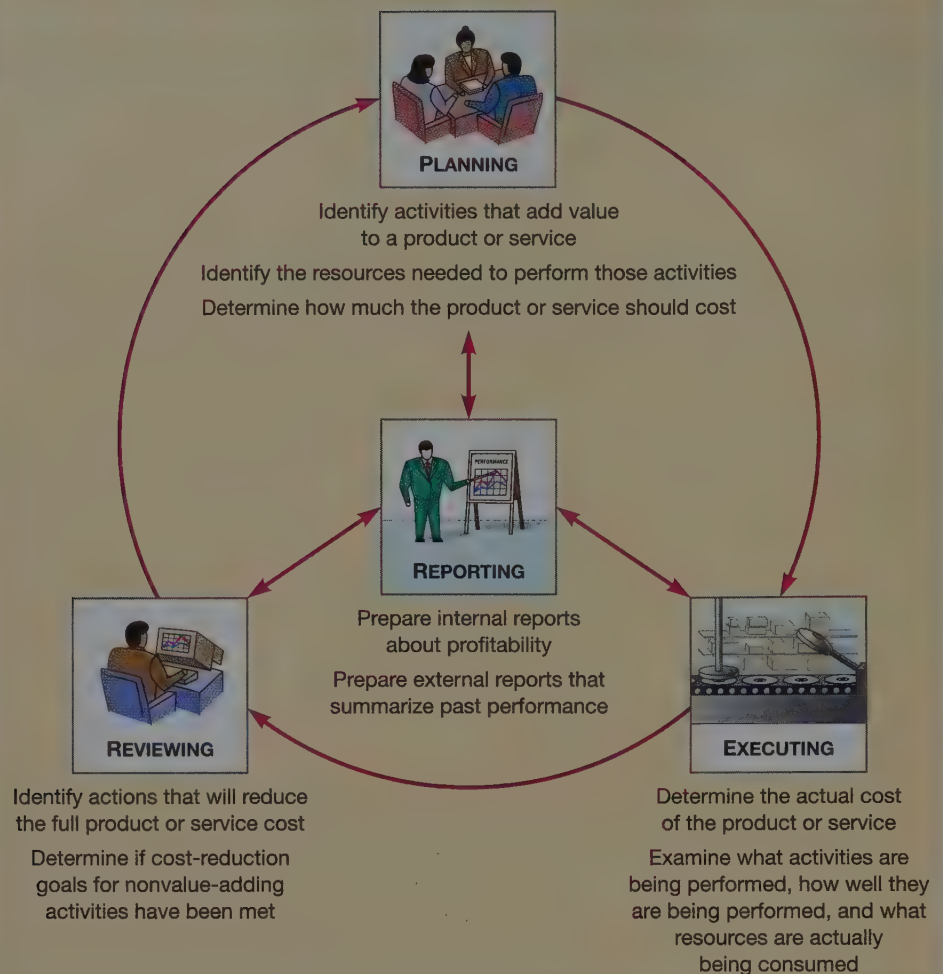 PLANNING
Identify activities that add value
to a product or service
Identify the resources needed to perform those activities
Determine how much the product or service should cost
PERFORMANCE
REPORTING
Prepare internal reports
about profitability
Prepare external reports that
summarize past performance
REVIEWING
Identify actions that will reduce
the full product or service cost
Determine if cost-reduction
goals for nonvalue-adding
activities have been met
EXECUTING
Determine the actual cost
of the product or service
Examine what activities are
being performed, how well they
are being performed, and what
resources are actually
being consumed